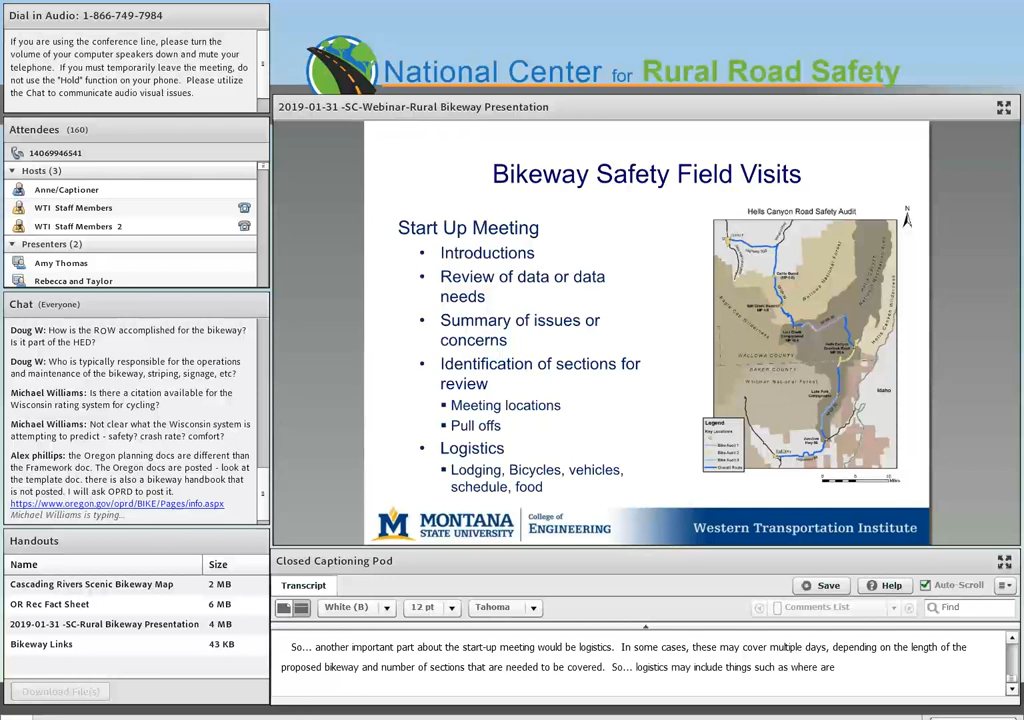 Dial in Audio: 1-866-749-7984
If you are using the conference line, please turn the
volume of your computer speakers down and mute your
telephone. If you must temporarily leave the meeting, do
not use the "Hold" function on your phone. Please utilize
the Chat to communicate audio visual issues.
Attendees (160)
14069946541
Hosts (3)
Anne/Captioner
WTI Staff Members
WTI Staff Members 2
Presenters (2)
Amy Thomas
Rebecca and Taylor
Chat (Everyone)
Doug W: How is the ROW accomplished for the bikeway?
Is it part of the HED?
Doug W: Who is typically responsible for the operations
and maintenance of the bikeway, striping, signage, etc?
Michael Williams: Is there a citation available for the
Wisconsin rating system for cycling?
Michael Williams: Not clear what the Wisconsin system is
attempting to predict - safety? crash rate? comfort?
Alex phillips: the Oregon planning docs are different than
the Framework doc. The Oregon docs are posted - look at
the template doc. there is also a bikeway handbook that
is not posted. I will ask OPRD to post it.
https://www.oregon.gov/oprd/BIKE/Pages/info.aspx
Michael Williams is typing...
Handouts
Name Size
Cascading Rivers Scenic Bikeway Map 2 MB
OR Rec Fact Sheet 6 MB
2019-01-31 -SC-Rural Bikeway Presentation 4 MB
Bikeway Links 43 KB
Download File(s)
National Center for Rural Road Safety
2019-01-31 -SC-Webinar-Rural Bikeway Presentation
Bikeway Safety Field Visits
Start Up Meeting
• Introductions
• Review of data or data
needs
• Summary of issues or
concerns
• Identification of sections for
review
▪ Meeting locations
▪ Pull offs
• Logistics
▪ Lodging, Bicycles, vehicles,
schedule, food
Hells Canyon Road Safety Audit
N
WALLOWA COUNTY
BAKER COUNTY
Idaho
Legend
Key Locations
M MONTANA
STATE UNIVERSITY
College of
ENGINEERING
Western Transportation Institute
Closed Captioning Pod
Transcript
Save
Help
Auto-Scroll
White (B)
12 pt
Tahoma
Comments List
Find
So... another important part about the start-up meeting would be logistics. In some cases, these may cover multiple days, depending on the length of the
proposed bikeway and number of sections that are needed to be covered. So... logistics may include things such as where are